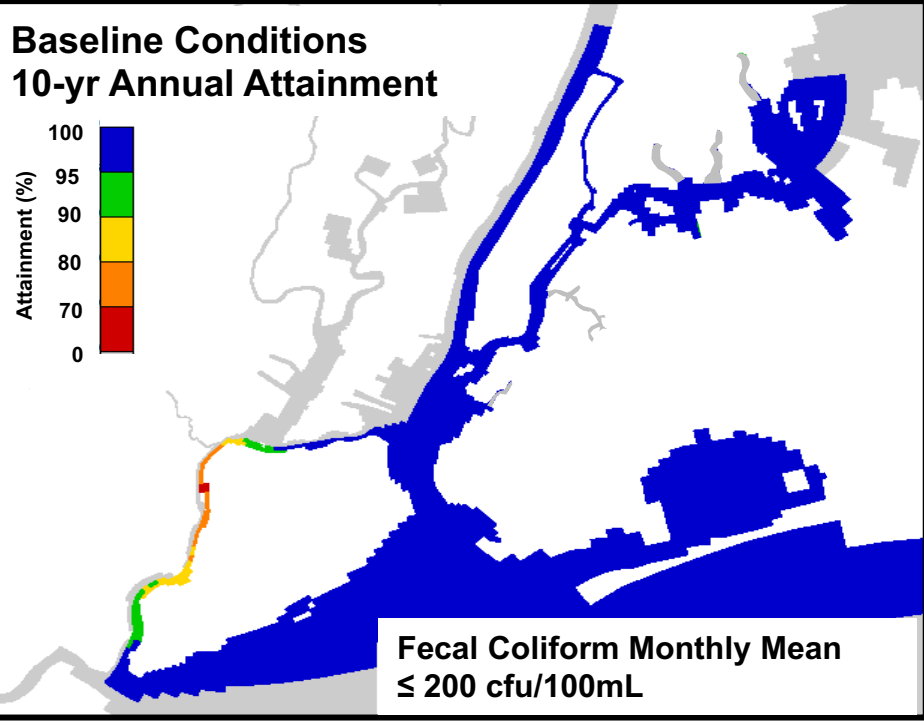 Baseline Conditions
10-yr Annual Attainment
Attainment (%)
100
95
90
80
70
0
Fecal Coliform Monthly Mean
≤ 200 cfu/100mL